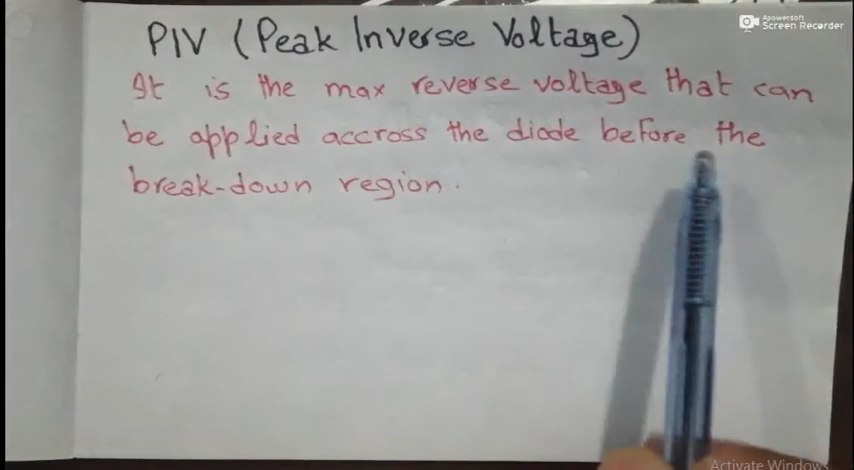 PIV (Peak Inverse Voltage)
It is the max reverse voltage that can
be applied accross the diode before the
break-down region.
Apowersoft
Screen Recorder
Activate Windows